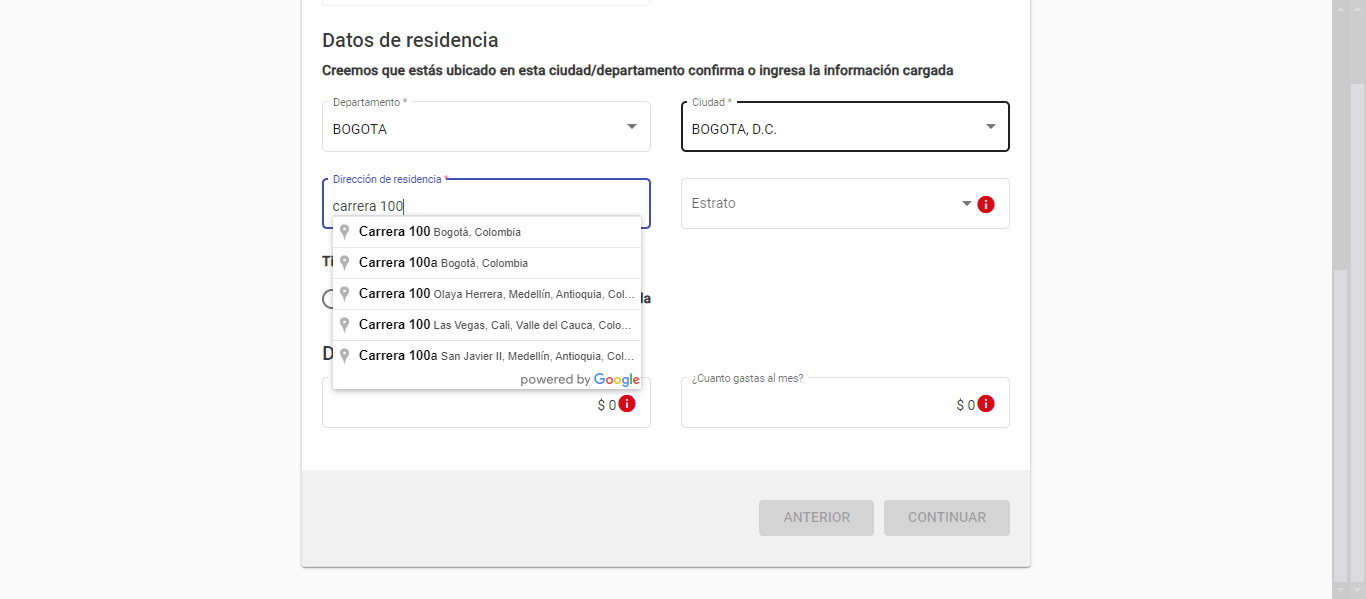 Datos de residencia
Creemos que estás ubicado en esta ciudad/departamento confirma o ingresa la información cargada
Departamento *
BOGOTA
Ciudad *
BOGOTA, D.C.
Dirección de residencia *
carrera 100
Estrato
Carrera 100 Bogotá, Colombia
Carrera 100a Bogotá, Colombia
Carrera 100 Olaya Herrera, Medellín, Antioquia, Col...
Carrera 100 Las Vegas, Cali, Valle del Cauca, Colo...
Carrera 100a San Javier II, Medellín, Antioquia, Col...
powered by Google
$ 0
¿Cuanto gastas al mes?
$ 0
ANTERIOR
CONTINUAR